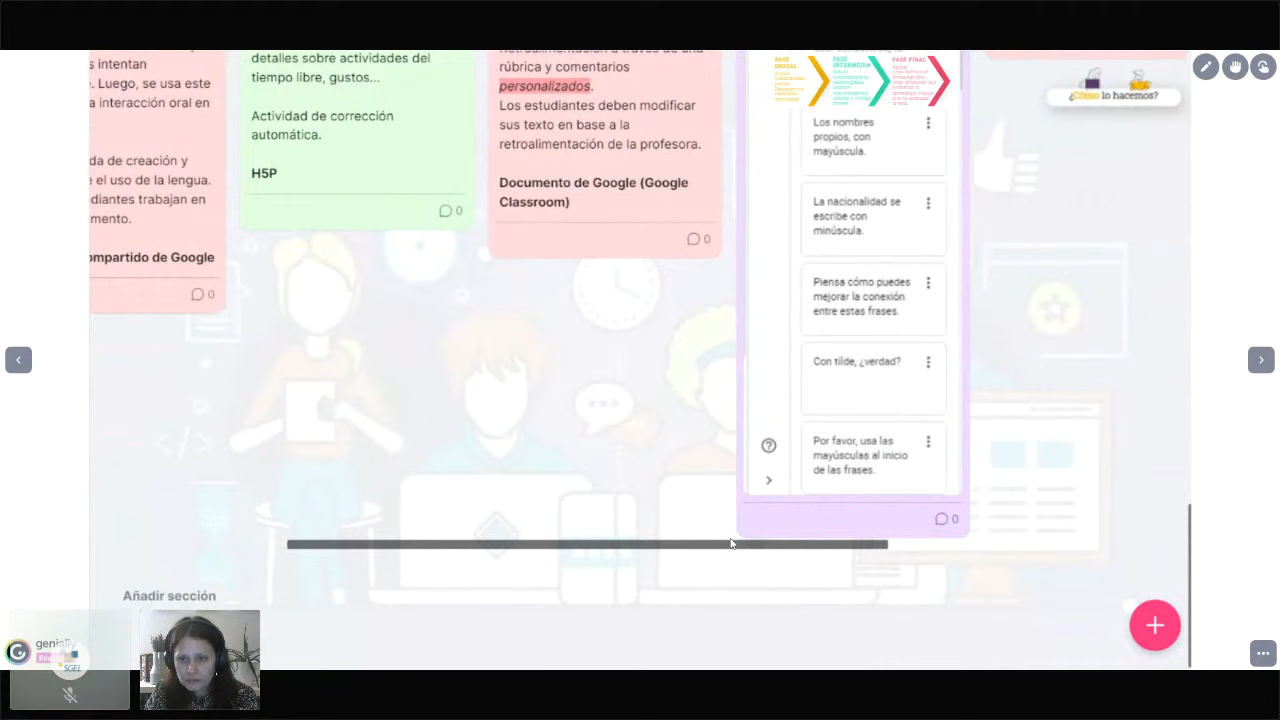 s intentan
. Luego, se usa este
a interacción oral en
da de creación y
e el uso de la lengua.
diantes trabajan en
mento.
ompartido de Google
0
detalles sobre actividades del
tiempo libre, gustos...
Actividad de corrección
automática.
H5P
0
Retroalimentación a través de una
rúbrica y comentarios
personalizados.
Los estudiantes deben modificar
sus texto en base a la
retroalimentación de la profesora.
Documento de Google (Google
Classroom)
0
FASE
INICIAL
FASE
INTERMEDIA
FASE FINAL
Los nombres
propios, con
mayúscula.
La nacionalidad se
escribe con
minúscula.
Piensa cómo puedes
mejorar la conexión
entre estas frases.
Con tilde, ¿verdad?
Por favor, usa las
mayúsculas al inicio
de las frases.
0
¿Cómo lo hacemos?
Añadir sección
genially
SGEL